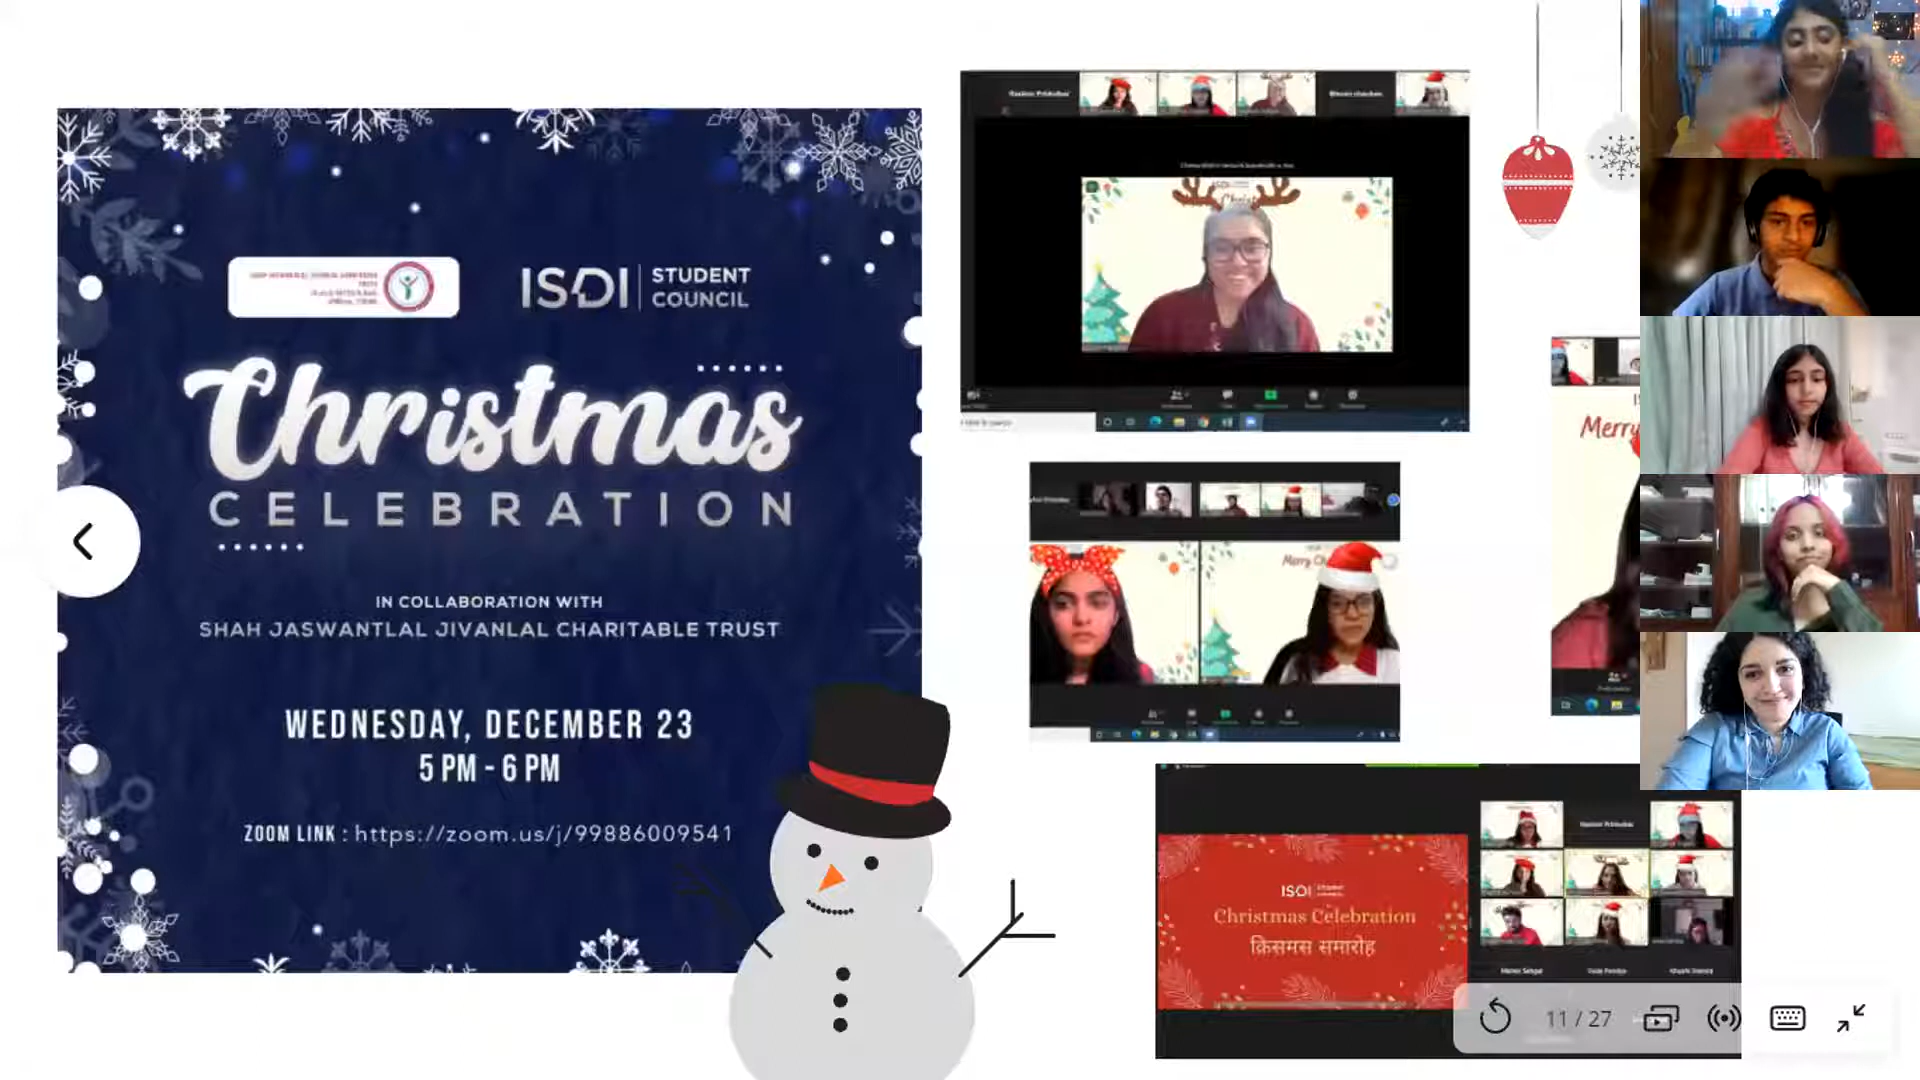 ISDI STUDENT COUNCIL
Christmas
CELEBRATION
IN COLLABORATION WITH
SHAH JASWANTLAL JIVANLAL CHARITABLE TRUST
WEDNESDAY, DECEMBER 23
5 PM - 6 PM
ZOOM LINK : https://zoom.us/j/99886009541
Merry
Merry
ISDI
Christmas Celebration
क्रिसमस समारोह
11 / 27